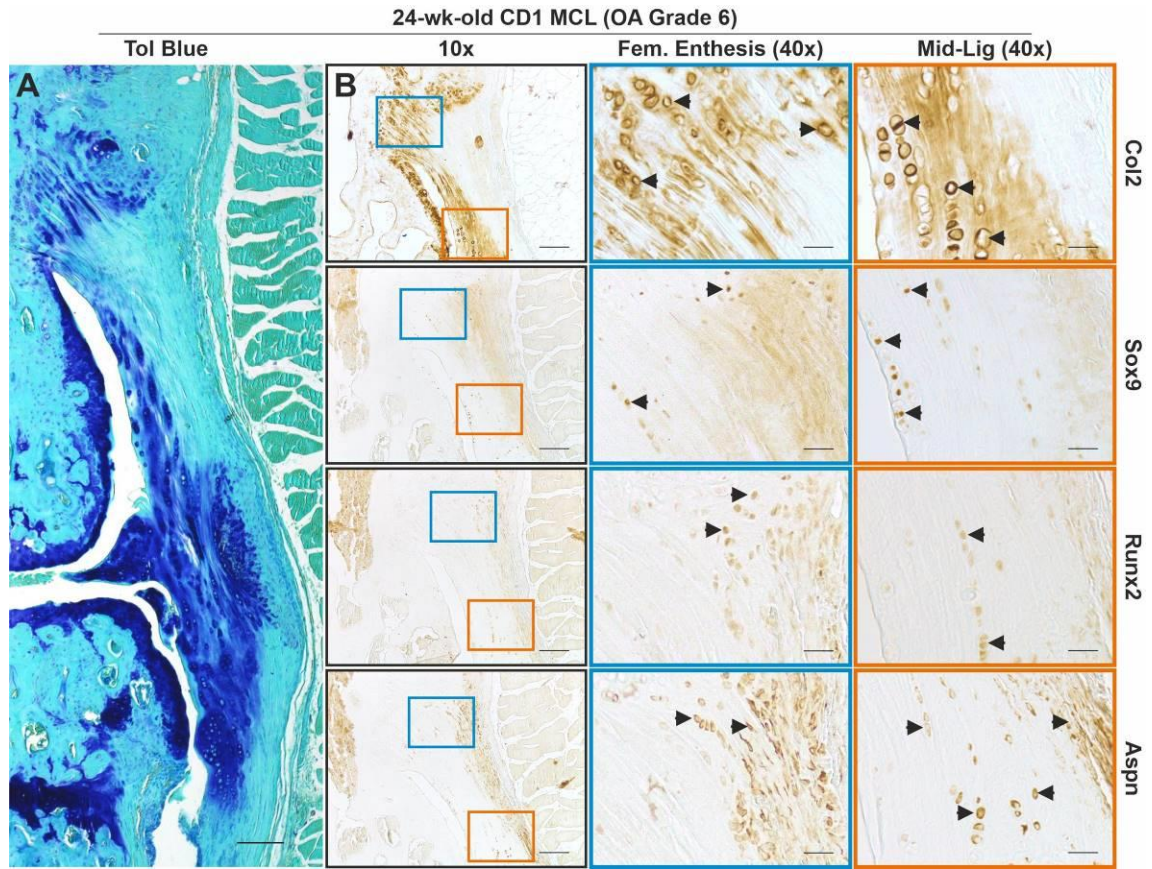 24-wk-old CD1 MCL (OA Grade 6)
Tol Blue
10x
Fem. Enthesis (40x)
Mid-Lig (40x)
A
B
Col2
Sox9
Runx2
Aspn